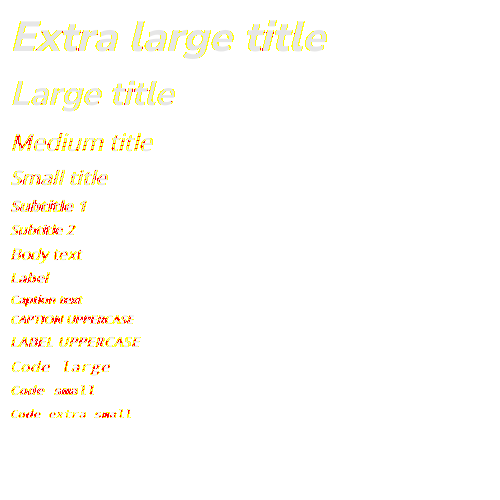 Extra large title
Large title
Medium title
Small title
Subtitle 1
Subtitle 2
Body text
Label
Caption text
CAPTION UPPERCASE
LABEL UPPERCASE
Code large
Code small
Code extra small